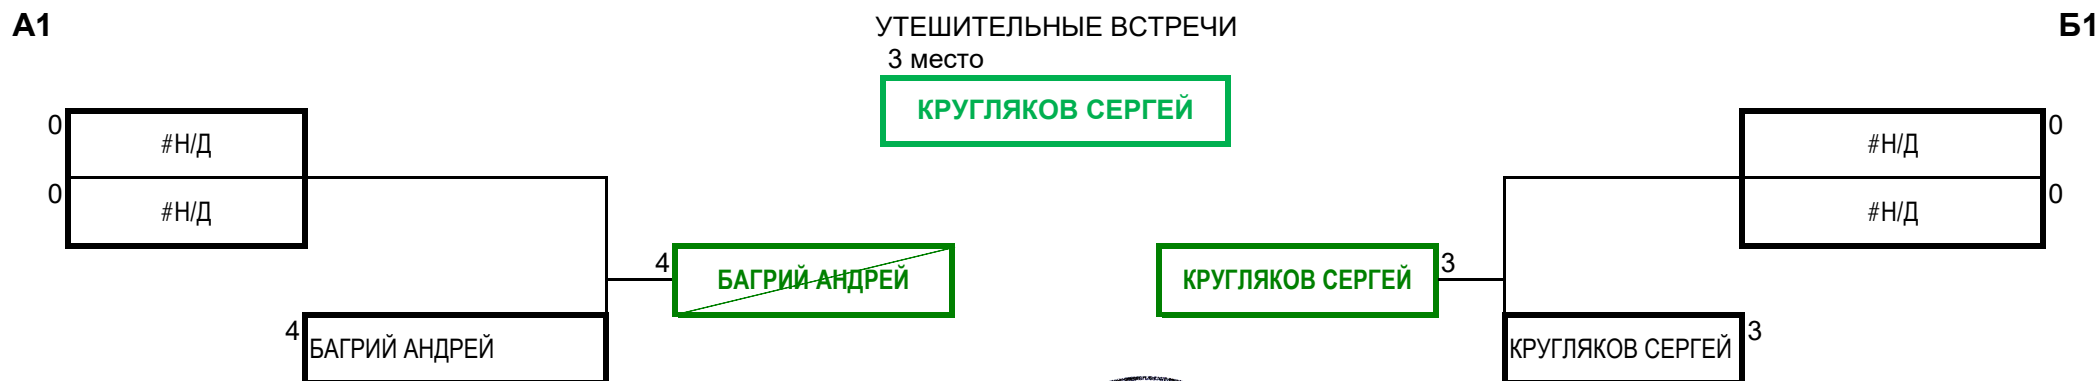 А1
УТЕШИТЕЛЬНЫЕ ВСТРЕЧИ
Б1
3 место
КРУГЛЯКОВ СЕРГЕЙ
0
#Н/Д
#Н/Д
0
0
#Н/Д
#Н/Д
0
4
БАГРИЙ АНДРЕЙ
КРУГЛЯКОВ СЕРГЕЙ
3
4
БАГРИЙ АНДРЕЙ
КРУГЛЯКОВ СЕРГЕЙ
3